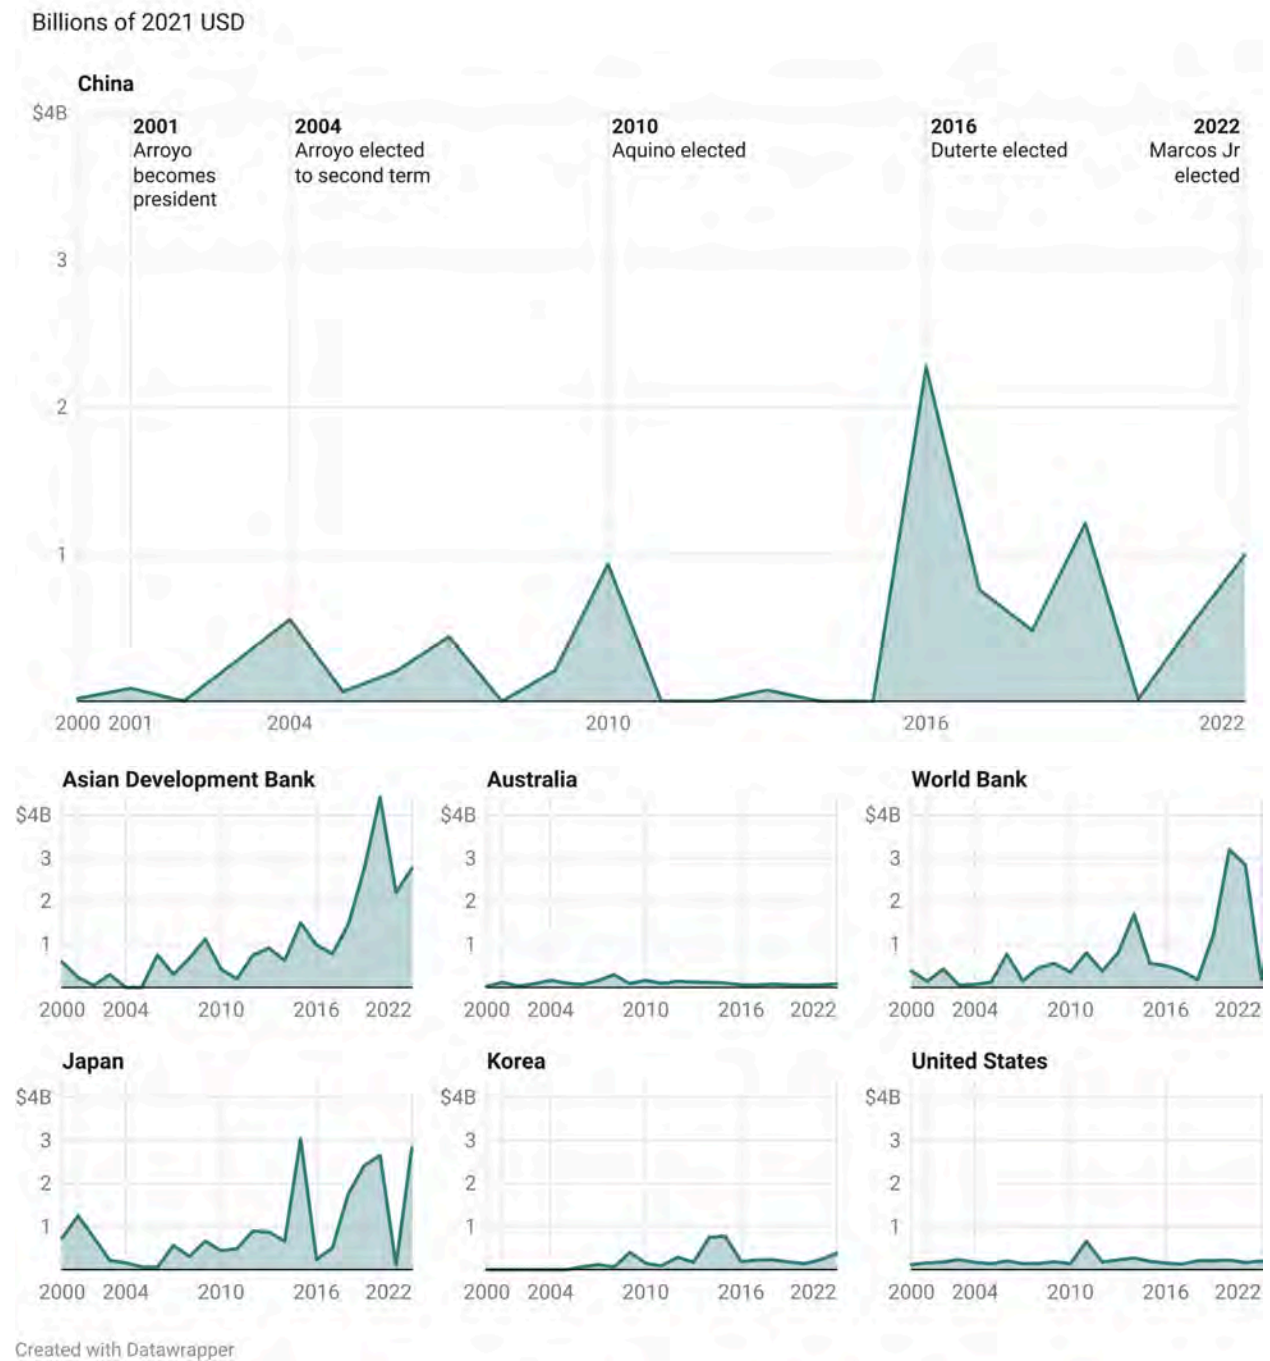 Billions of 2021 USD
China
$4B
2001
Arroyo
becomes
president
2004
Arroyo elected
to second term
2010
Aquino elected
2016
Duterte elected
2022
Marcos Jr
elected
3
2
1
2000 2001 2004 2010 2016 2022
Asian Development Bank
$4B
3
2
1
2000 2004 2010 2016 2022
Australia
$4B
3
2
1
2000 2004 2010 2016 2022
World Bank
$4B
3
2
1
2000 2004 2010 2016 2022
Japan
$4B
3
2
1
2000 2004 2010 2016 2022
Korea
$4B
3
2
1
2000 2004 2010 2016 2022
United States
$4B
3
2
1
2000 2004 2010 2016 2022
Created with Datawrapper